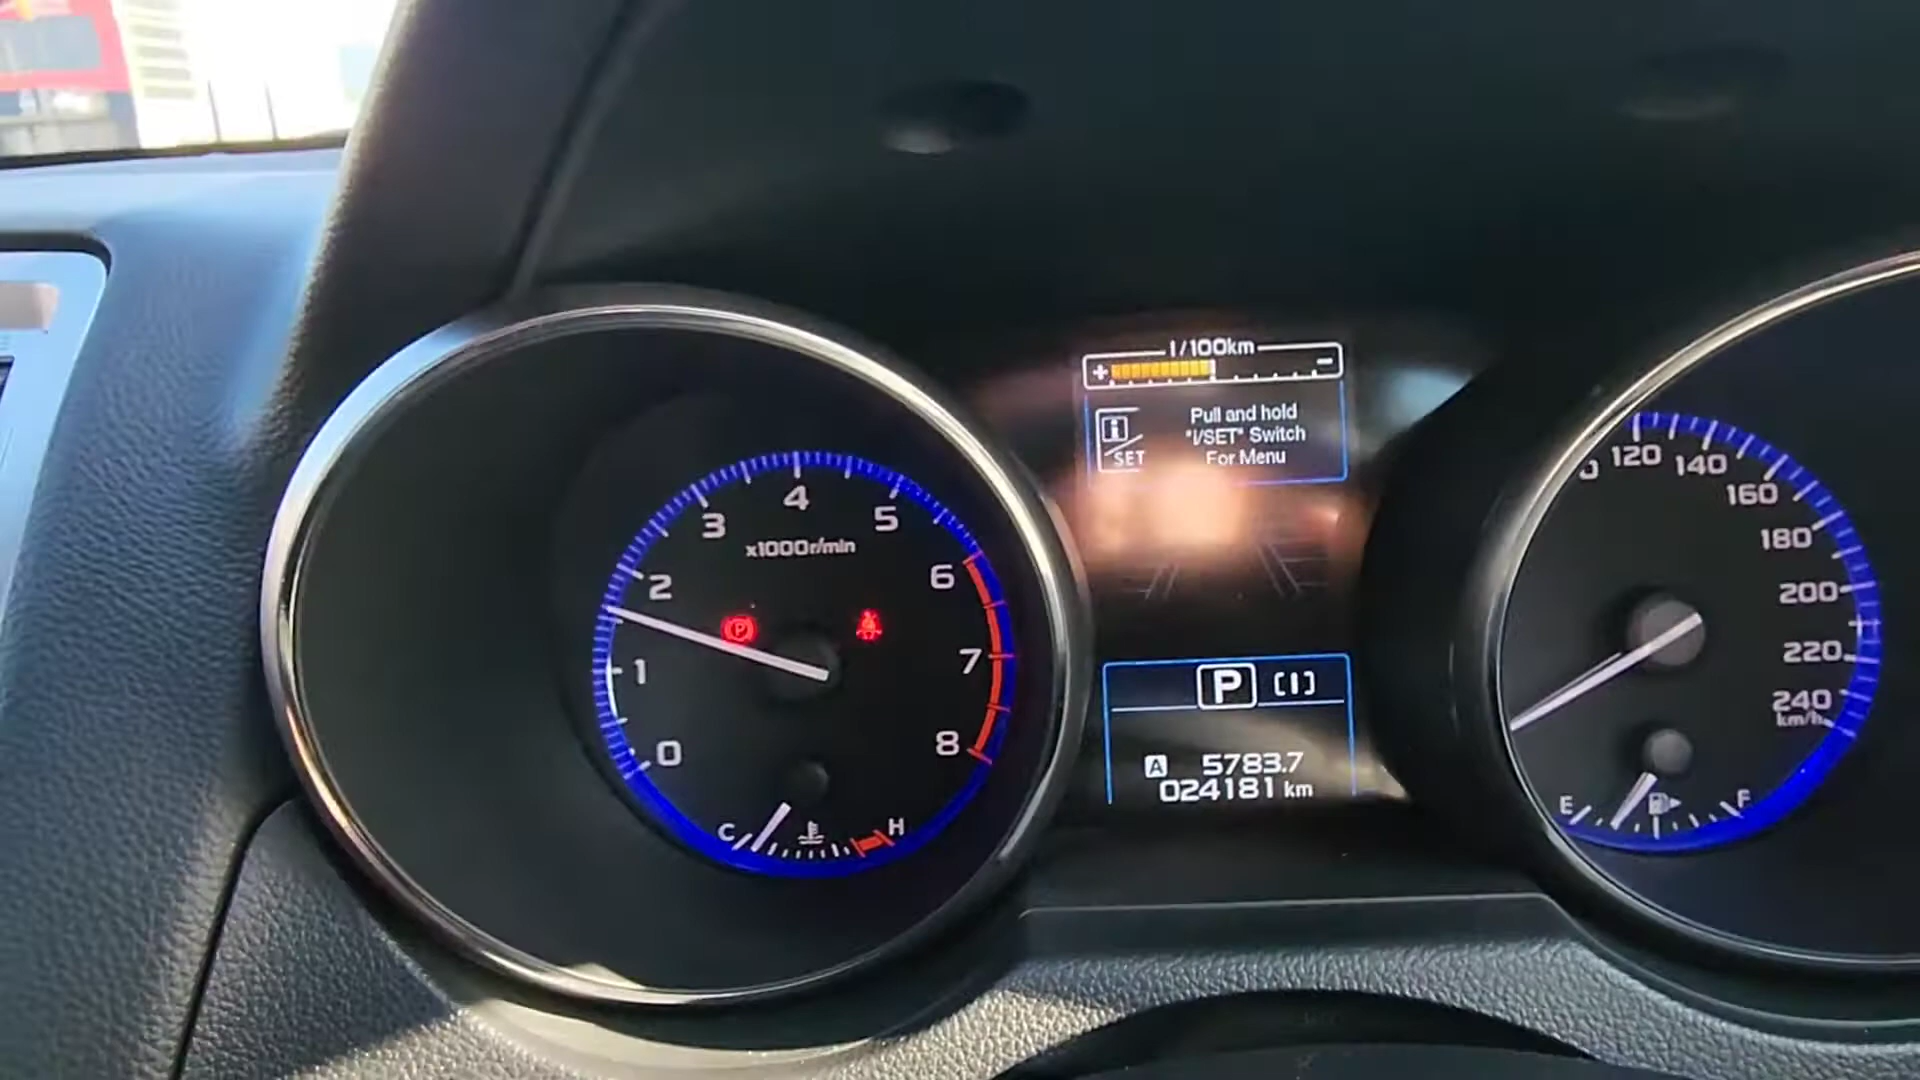 l/100km
+ -
Pull and hold
i "i/SET" Switch
SET For Menu
4
3 5
x1000r/min
2 6
P
1 7
0 8
C H
P [I]
A 5783.7
024181 km
120
140
160
180
200
220
240
km/h
E F